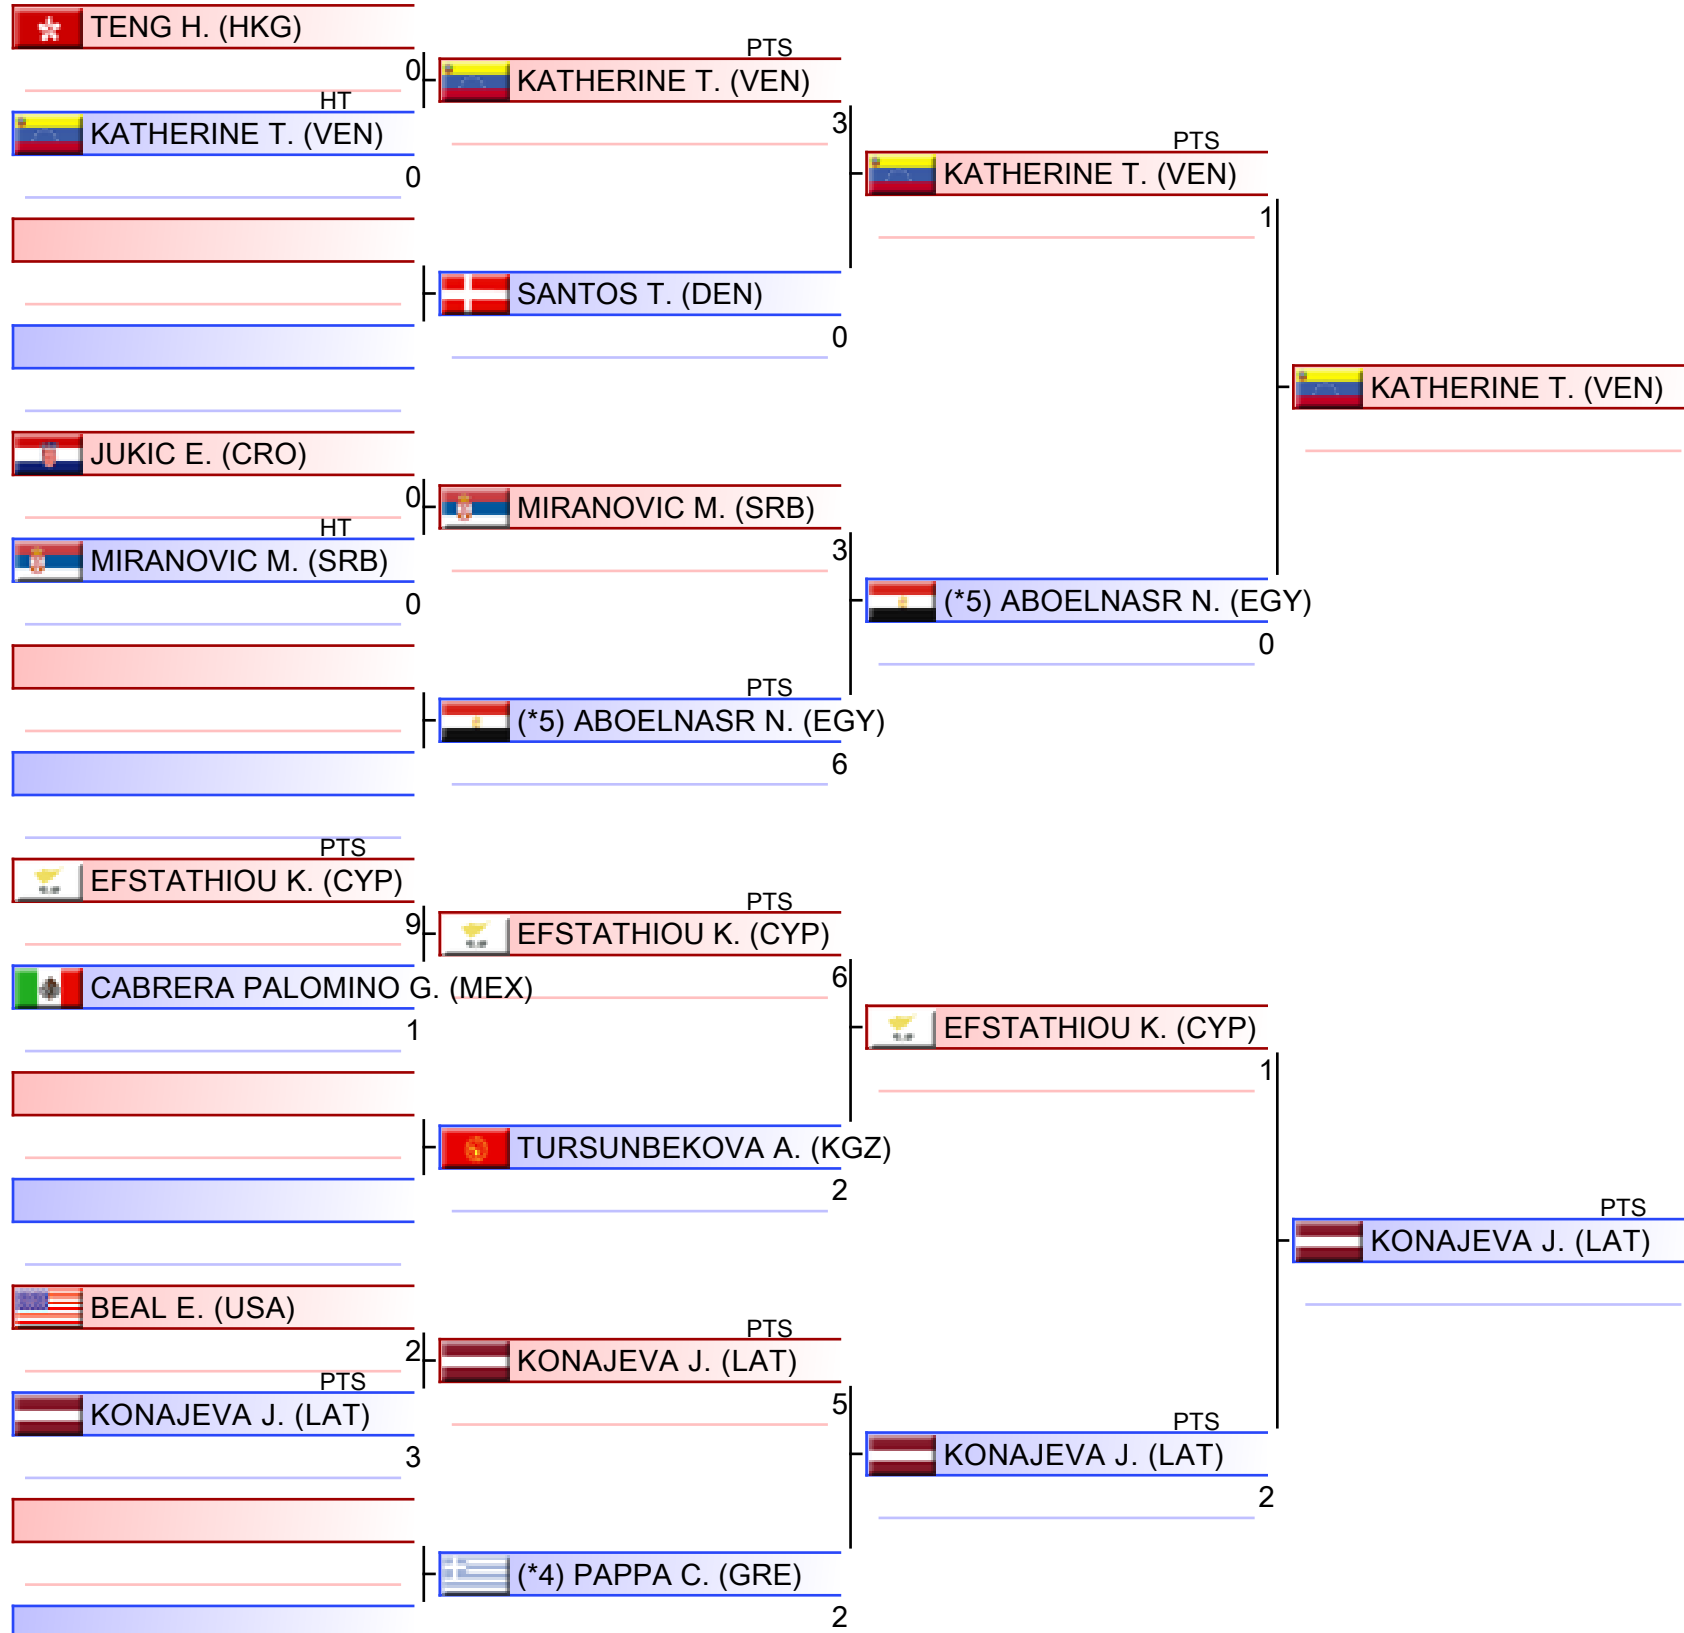 TENG H. (HKG)
0
HT
KATHERINE T. (VEN)
0
PTS
KATHERINE T. (VEN)
3
SANTOS T. (DEN)
0
PTS
KATHERINE T. (VEN)
1
JUKIC E. (CRO)
0
HT
MIRANOVIC M. (SRB)
0
MIRANOVIC M. (SRB)
3
PTS
(*5) ABOELNASR N. (EGY)
6
(*5) ABOELNASR N. (EGY)
0
KATHERINE T. (VEN)
PTS
EFSTATHIOU K. (CYP)
9
CABRERA PALOMINO G. (MEX)
1
PTS
EFSTATHIOU K. (CYP)
6
TURSUNBEKOVA A. (KGZ)
2
EFSTATHIOU K. (CYP)
1
BEAL E. (USA)
2
PTS
KONAJEVA J. (LAT)
3
PTS
KONAJEVA J. (LAT)
5
(*4) PAPPA C. (GRE)
2
PTS
KONAJEVA J. (LAT)
2
PTS
KONAJEVA J. (LAT)